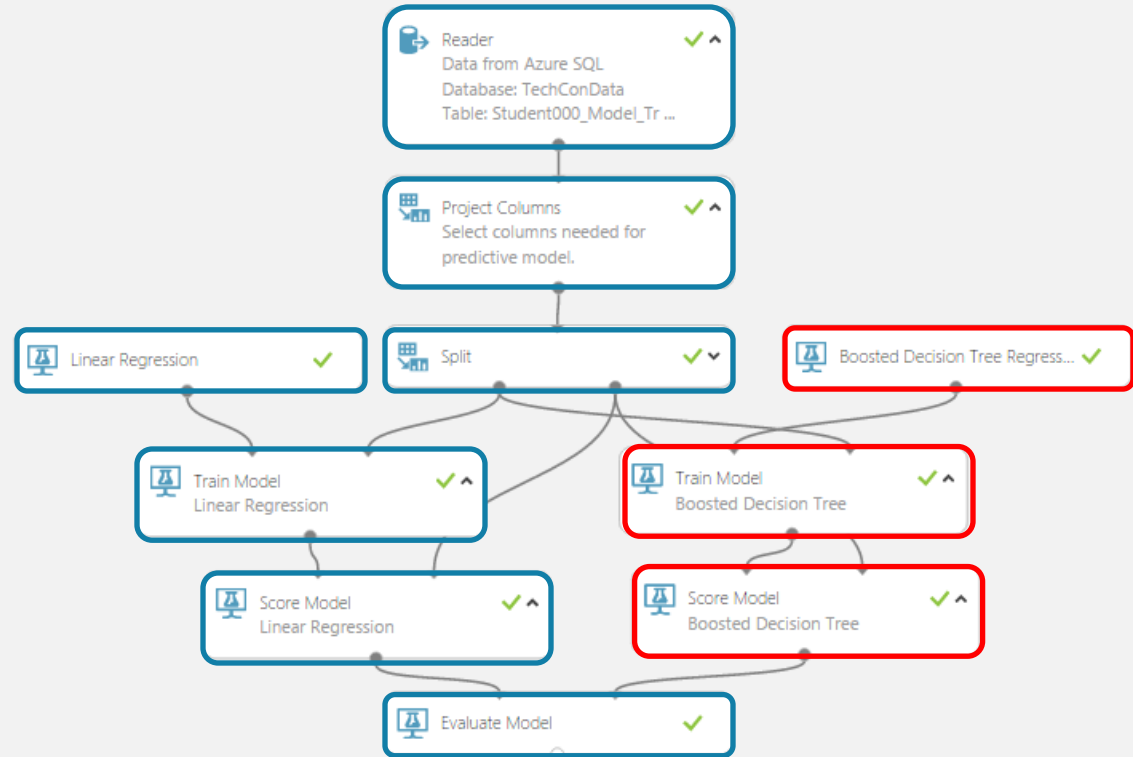 Reader
Data from Azure SQL
Database: TechConData
Table: Student000_Model_Tr ...
Project Columns
Select columns needed for
predictive model.
Linear Regression
Split
Boosted Decision Tree Regress...
Train Model
Linear Regression
Train Model
Boosted Decision Tree
Score Model
Linear Regression
Score Model
Boosted Decision Tree
Evaluate Model